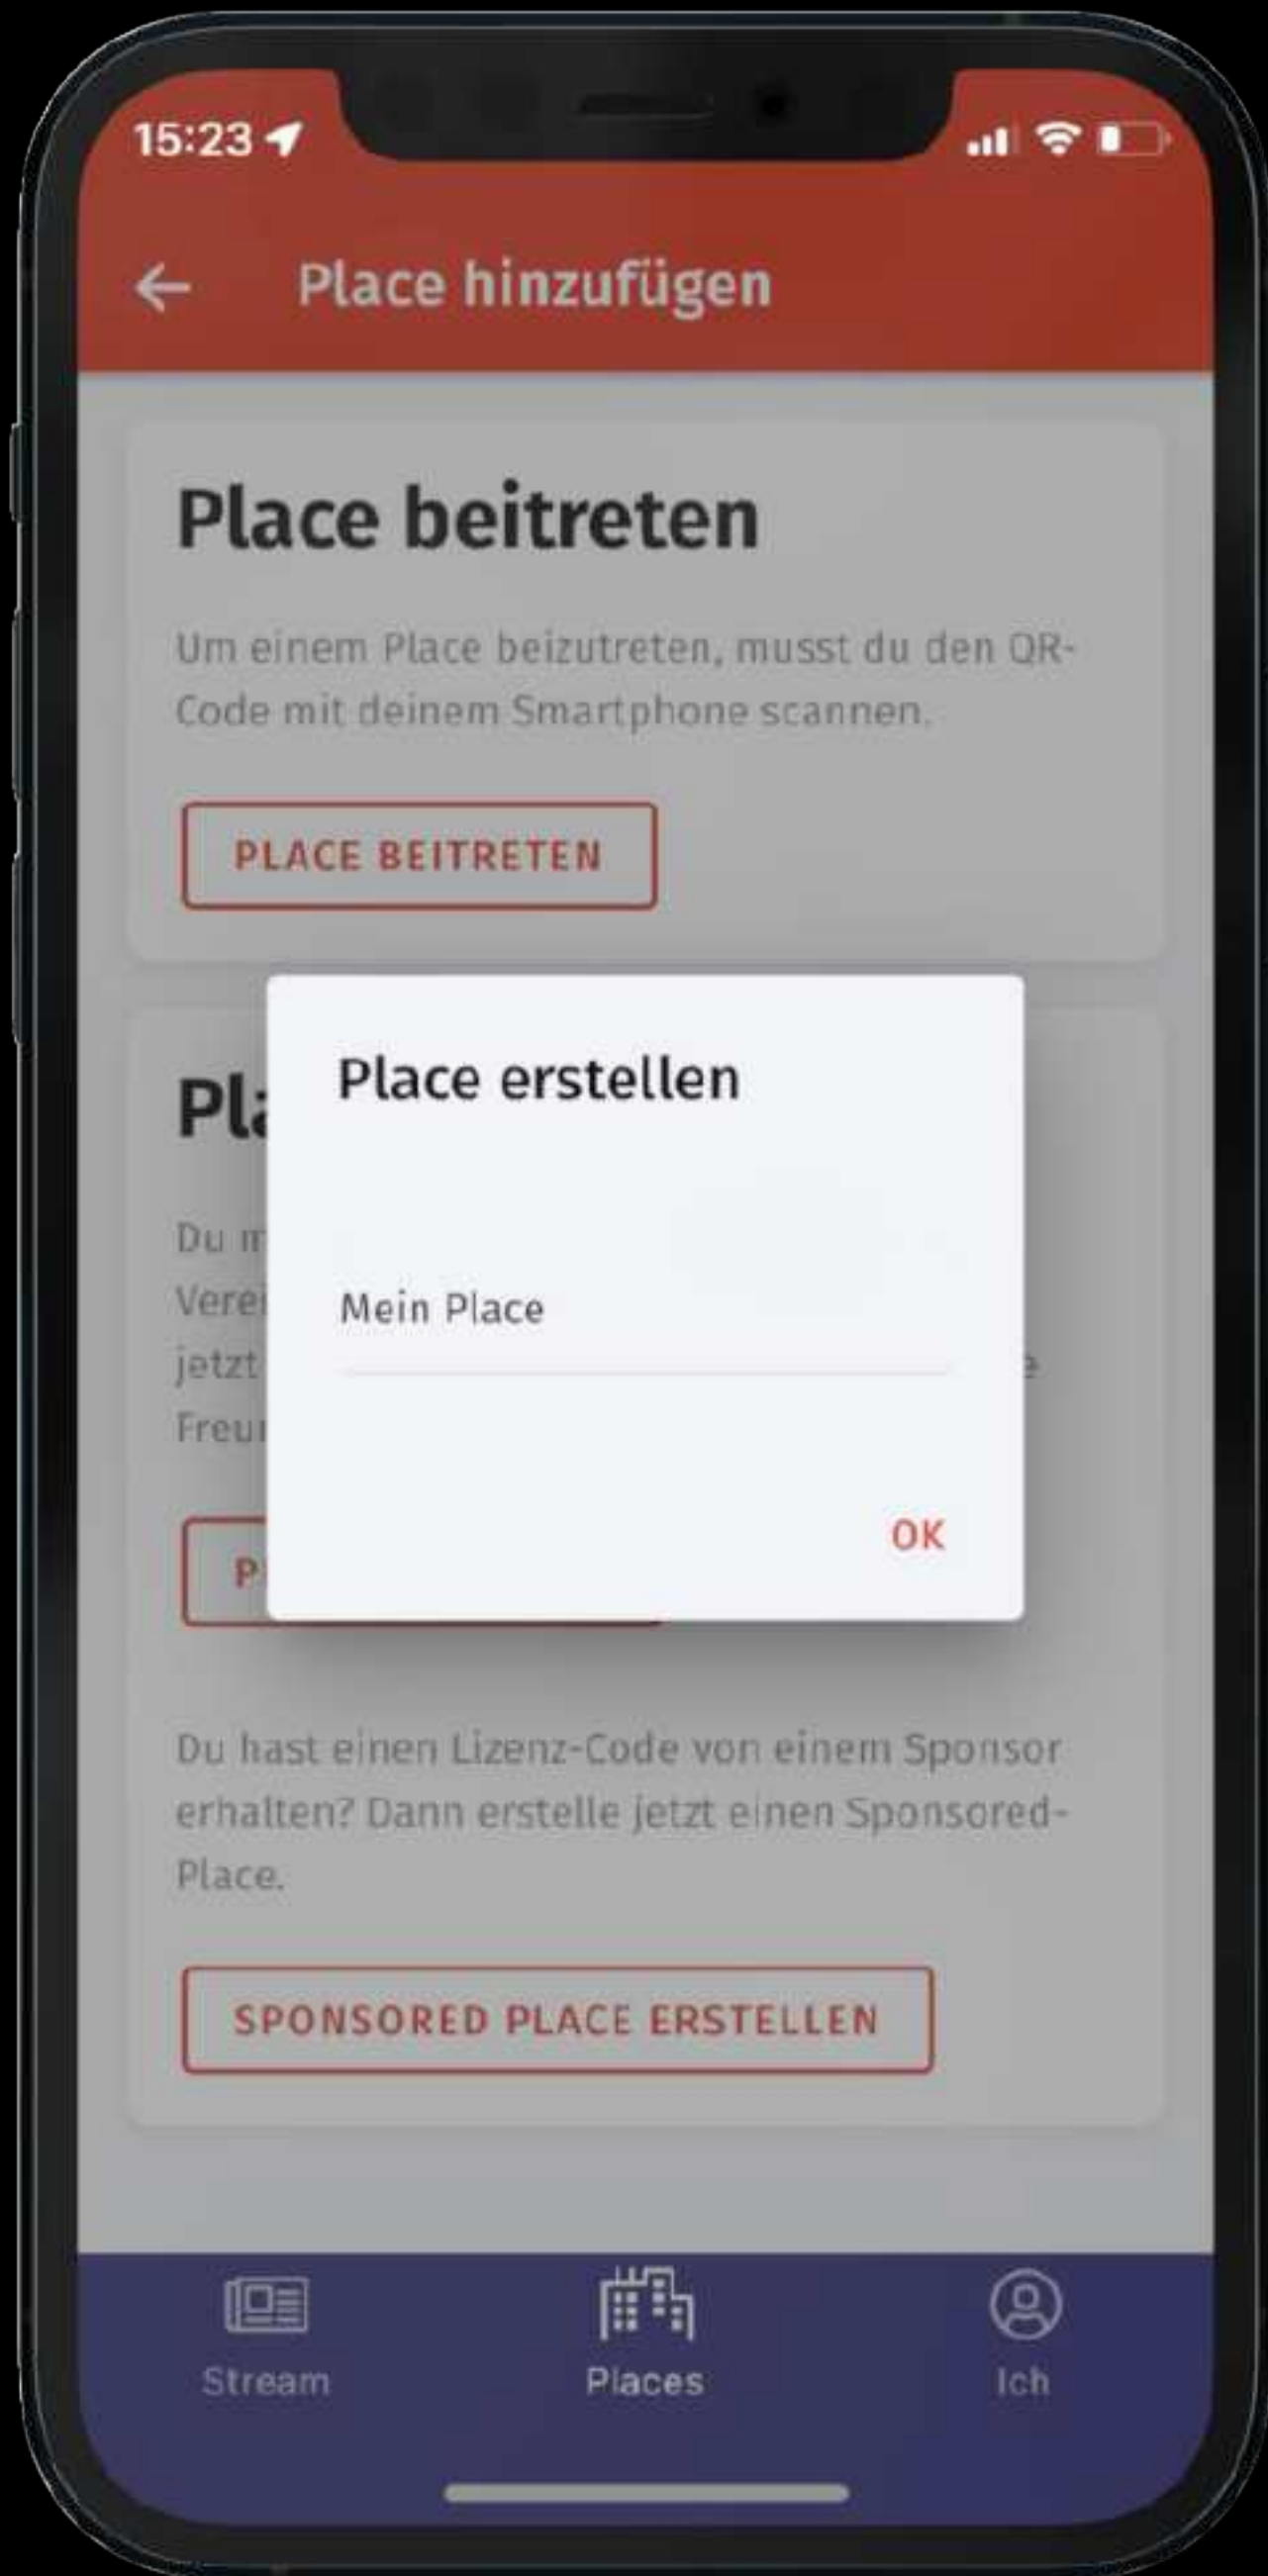 15:23
Place hinzufügen
Place beitreten
Um einem Place beizutreten, musst du den QR-
Code mit deinem Smartphone scannen.
PLACE BEITRETEN
Place erstellen
Du
jetzt
Mein Place
OK
Du hast einen Lizenz-Code von einem Sponsor
erhalten? Dann erstelle jetzt einen Sponsored-
Place.
SPONSORED PLACE ERSTELLEN
Stream
Places
Ich